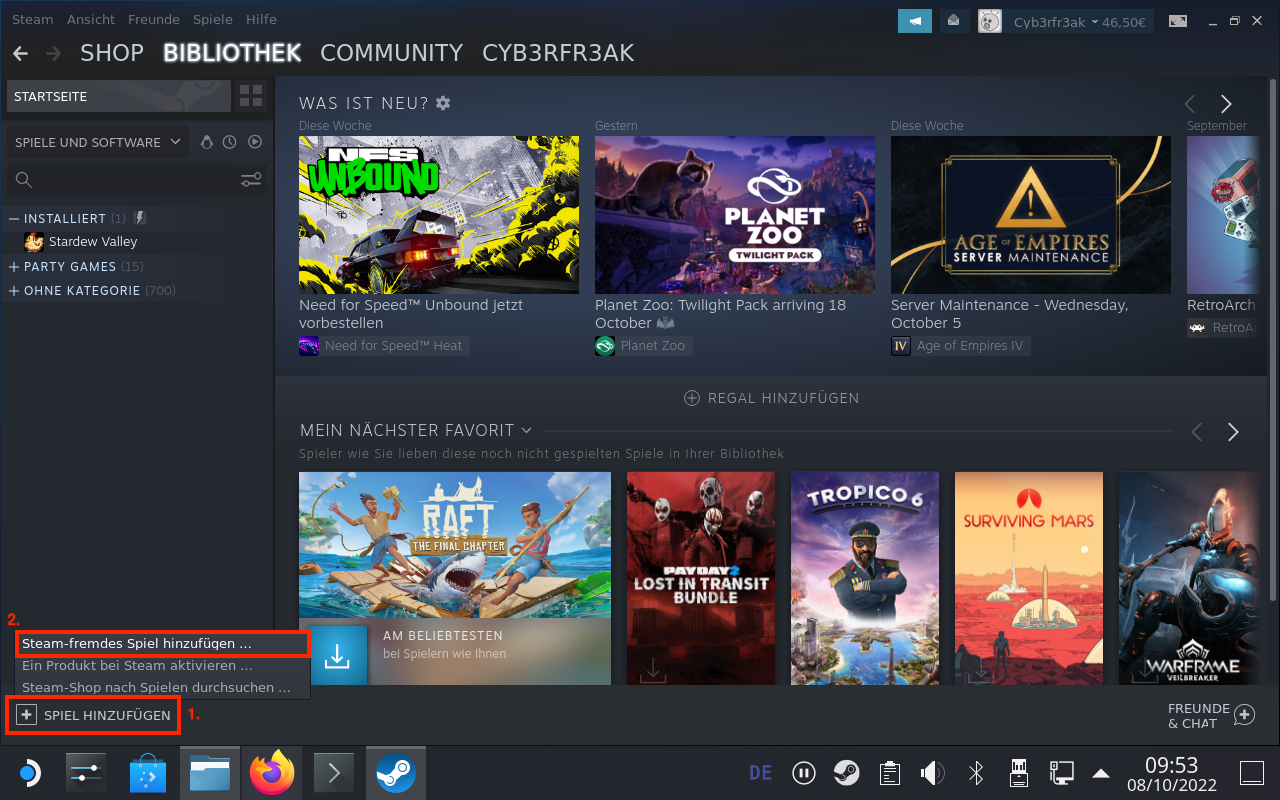 Steam Ansicht Freunde Spiele Hilfe
Cyb3rfr3ak 46,50€
SHOP BIBLIOTHEK COMMUNITY CYB3RFR3AK
STARTSEITE
SPIELE UND SOFTWARE
INSTALLIERT (1)
Stardew Valley
PARTY GAMES (15)
OHNE KATEGORIE (700)
WAS IST NEU?
Diese Woche
NFS
UNBOUND
Need for Speed™ Unbound jetzt
vorbestellen
Need for Speed™ Heat
Gestern
PLANET
ZOO
TWILIGHT PACK
Planet Zoo: Twilight Pack arriving 18
October
Planet Zoo
Diese Woche
AGE OF EMPIRES
SERVER MAINTENANCE
Server Maintenance - Wednesday,
October 5
IV
Age of Empires IV
September
RetroArch
RetroAr
REGAL HINZUFÜGEN
MEIN NÄCHSTER FAVORIT
Spieler wie Sie lieben diese noch nicht gespielten Spiele in Ihrer Bibliothek
RAFT
THE FINAL CHAPTER
AM BELIEBTESTEN
bei Spielern wie Ihnen
PAYDAY 2
LOST IN TRANSIT
BUNDLE
TROPICO 6
SURVIVING MARS
WARFRAME
VEILBREAKER
2.
Steam-fremdes Spiel hinzufügen ...
Ein Produkt bei Steam aktivieren ...
Steam-Shop nach Spielen durchsuchen ...
SPIEL HINZUFÜGEN
1.
FREUNDE
& CHAT
DE
09:53
08/10/2022